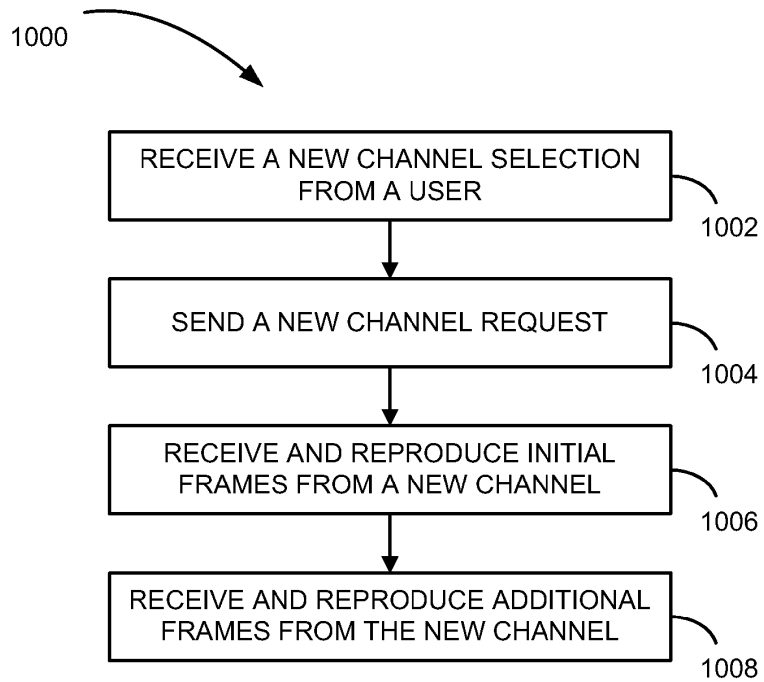 1000
RECEIVE A NEW CHANNEL SELECTION
FROM A USER
1002
SEND A NEW CHANNEL REQUEST
1004
RECEIVE AND REPRODUCE INITIAL
FRAMES FROM A NEW CHANNEL
1006
RECEIVE AND REPRODUCE ADDITIONAL
FRAMES FROM THE NEW CHANNEL
1008